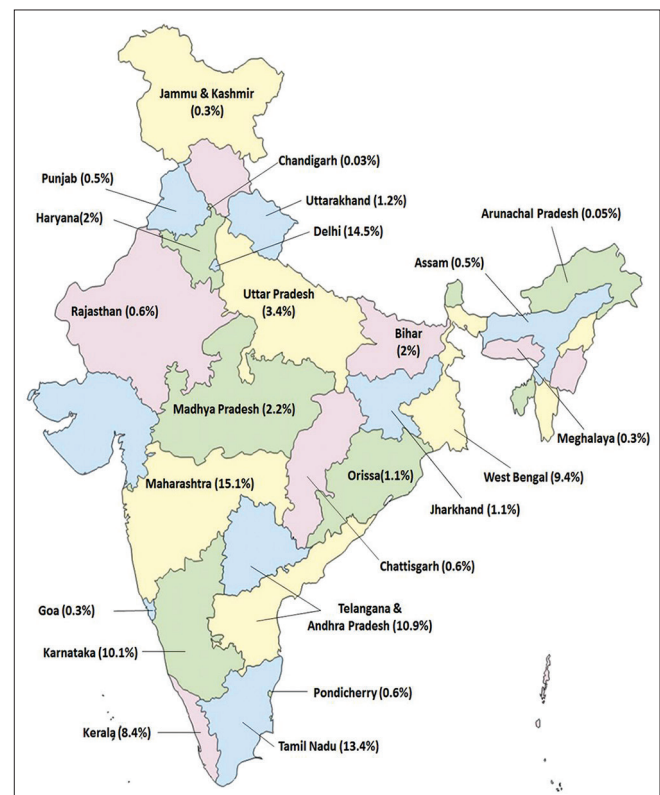 Jammu & Kashmir
(0.3%)
Chandigarh (0.03%)
Punjab (0.5%)
Uttarakhand (1.2%)
Arunachal Pradesh (0.05%)
Haryana(2%)
Delhi (14.5%)
Assam (0.5%)
Uttar Pradesh
(3.4%)
Rajasthan (0.6%)
Bihar
(2%)
Madhya Pradesh (2.2%)
Meghalaya (0.3%)
Orissa(1.1%)
West Bengal (9.4%)
Maharashtra (15.1%)
Jharkhand (1.1%)
Chattisgarh (0.6%)
Goa (0.3%)
Telangana &
Andhra Pradesh (10.9%)
Karnataka (10.1%)
Pondicherry (0.6%)
Kerala (8.4%)
Tamil Nadu (13.4%)